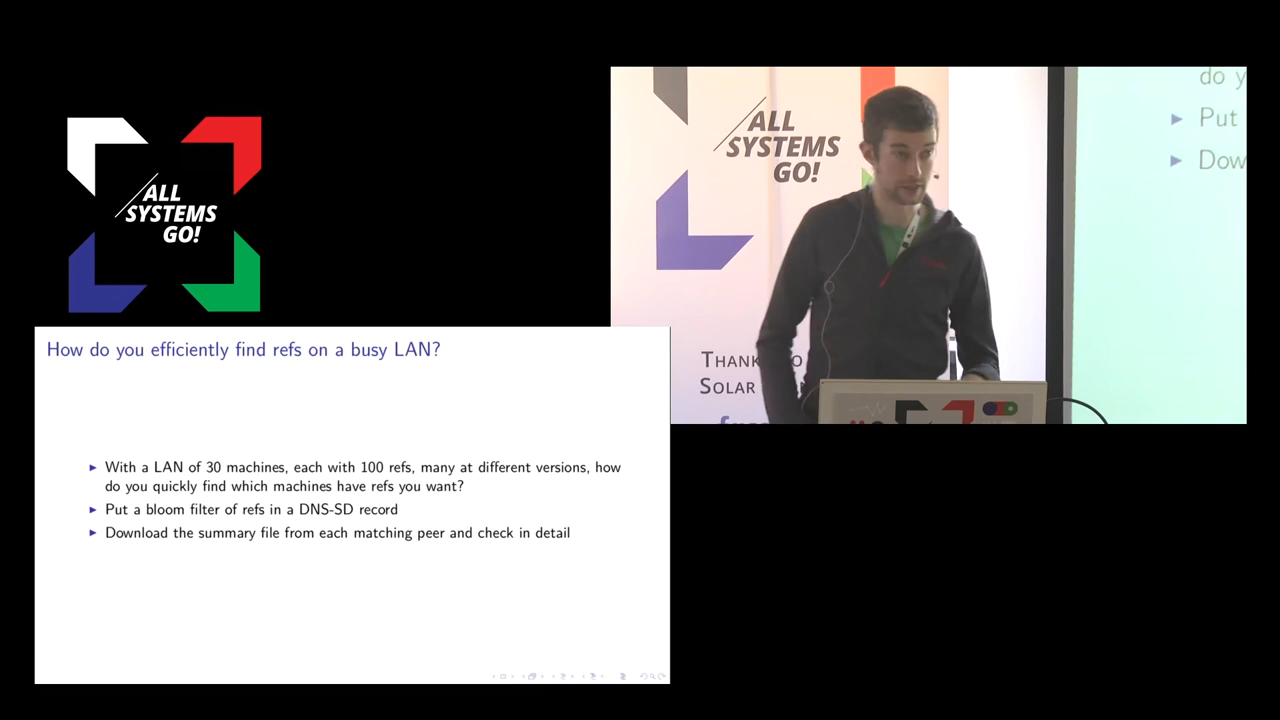 ALL
SYSTEMS
GO!
ALL
SYSTEMS
GO!
do y
Put
Dow
THANK
SOLAR
How do you efficiently find refs on a busy LAN?
With a LAN of 30 machines, each with 100 refs, many at different versions, how
do you quickly find which machines have refs you want?
Put a bloom filter of refs in a DNS-SD record
Download the summary file from each matching peer and check in detail